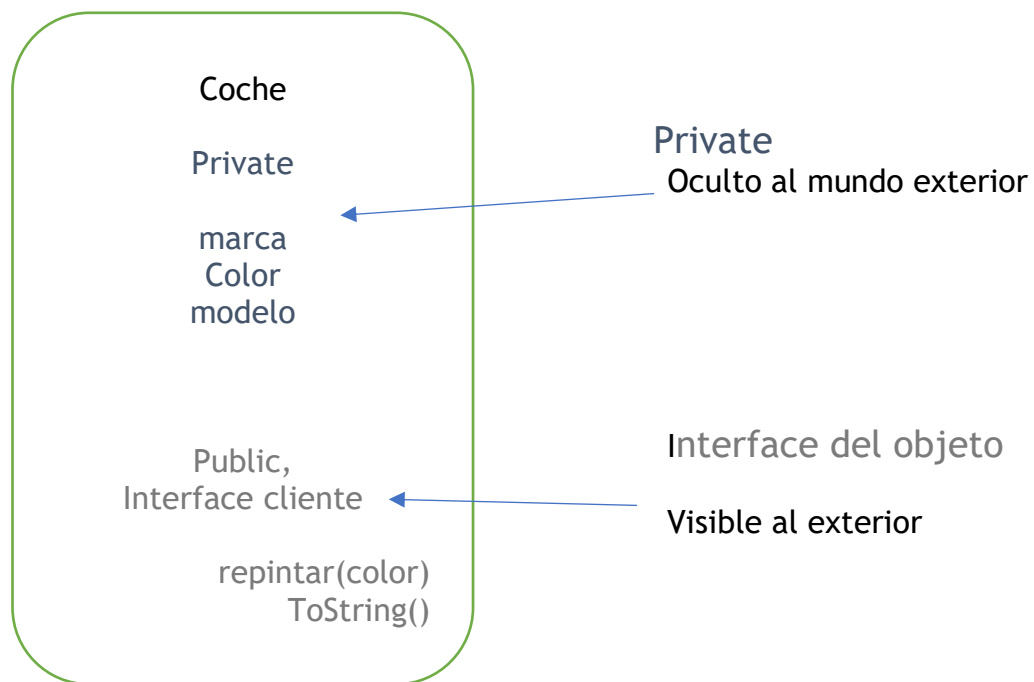 Coche
Private
marca
Color
modelo
Public,
Interface cliente
repintar(color)
ToString()
Private
Oculto al mundo exterior
Interface del objeto
Visible al exterior